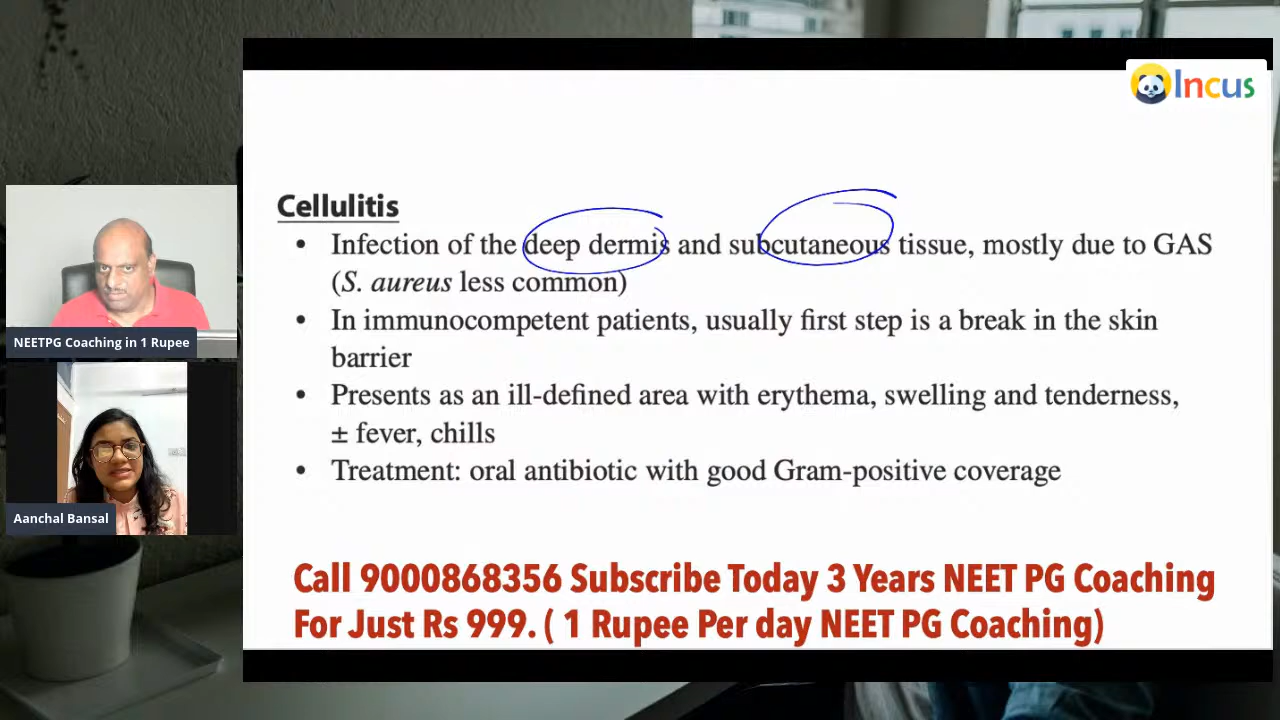 Incus
Cellulitis
• Infection of the deep dermis and subcutaneous tissue, mostly due to GAS
(S. aureus less common)
• In immunocompetent patients, usually first step is a break in the skin
barrier
• Presents as an ill-defined area with erythema, swelling and tenderness,
± fever, chills
• Treatment: oral antibiotic with good Gram-positive coverage
NEETPG Coaching in 1 Rupee
Aanchal Bansal
Call 9000868356 Subscribe Today 3 Years NEET PG Coaching
For Just Rs 999. ( 1 Rupee Per day NEET PG Coaching)